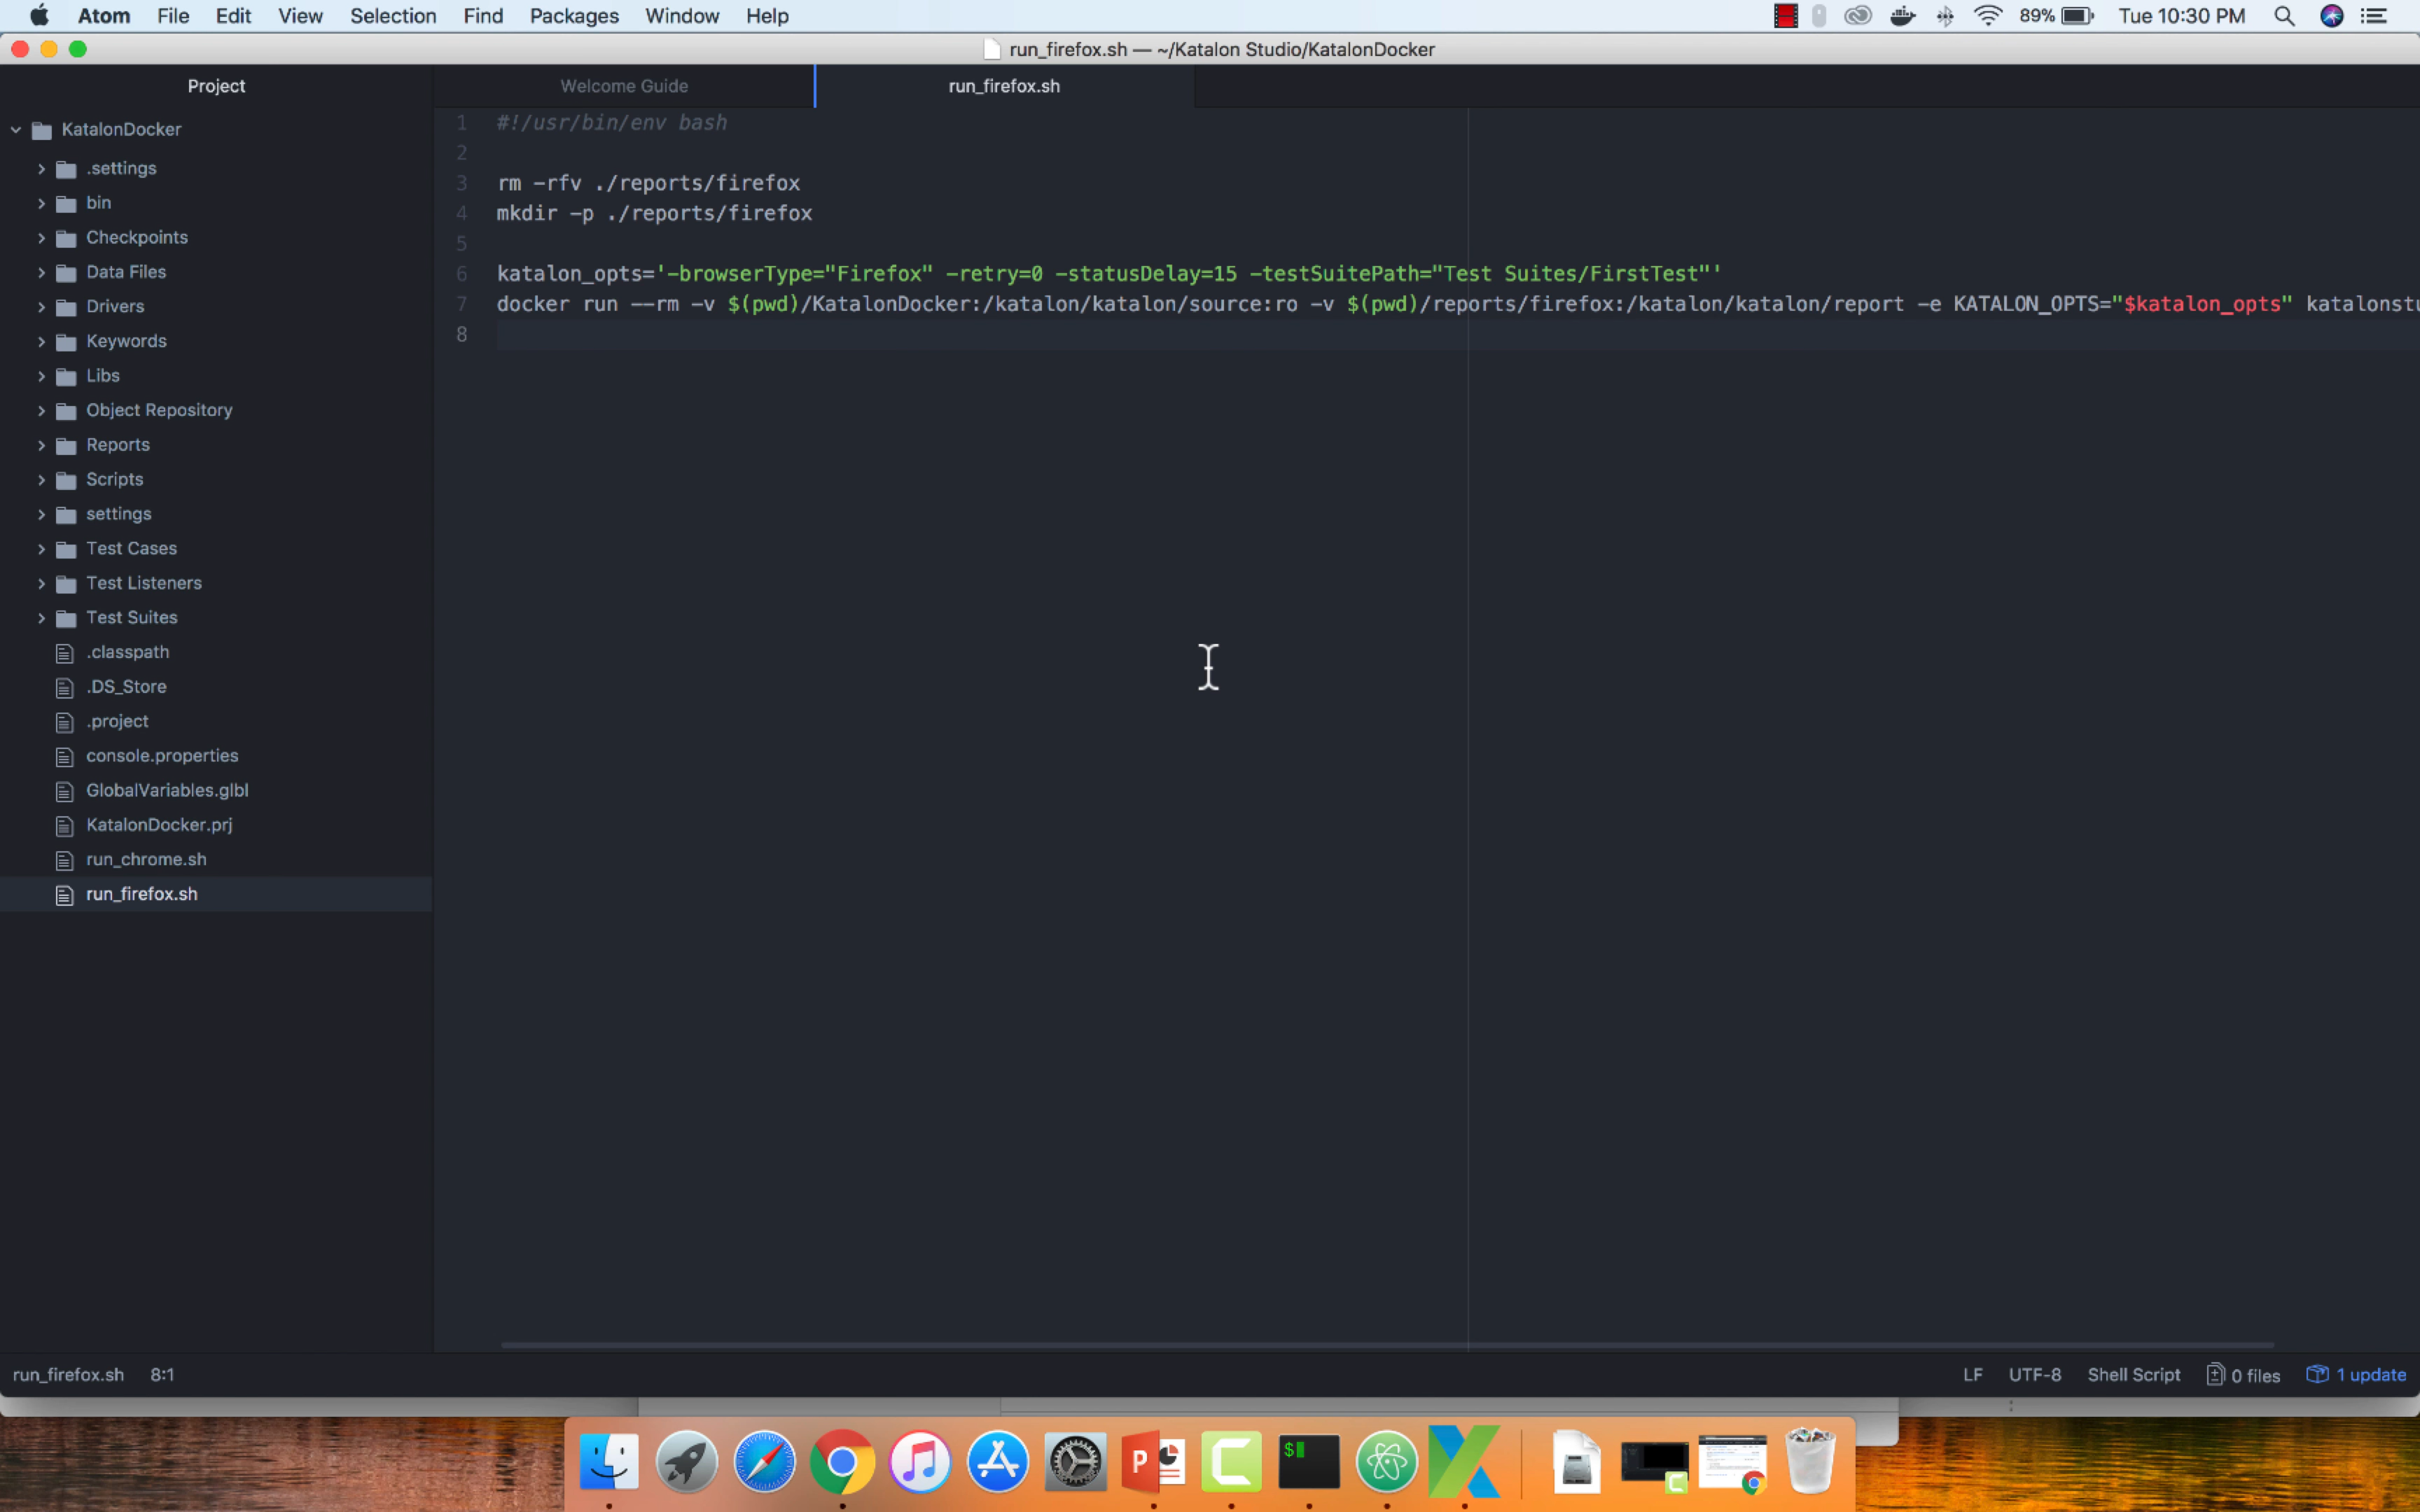 Atom File Edit View Selection Find Packages Window Help 89% Tue 10:30 PM
run_firefox.sh — ~/Katalon Studio/KatalonDocker
Project
Welcome Guide
run_firefox.sh
KatalonDocker
.settings
bin
Checkpoints
Data Files
Drivers
Keywords
Libs
Object Repository
Reports
Scripts
settings
Test Cases
Test Listeners
Test Suites
.classpath
.DS_Store
.project
console.properties
GlobalVariables.glbl
KatalonDocker.prj
run_chrome.sh
run_firefox.sh
1 #!/usr/bin/env bash
2
3 rm -rfv ./reports/firefox
4 mkdir -p ./reports/firefox
5
6 katalon_opts='-browserType="Firefox" -retry=0 -statusDelay=15 -testSuitePath="Test Suites/FirstTest"'
7 docker run --rm -v $(pwd)/KatalonDocker:/katalon/katalon/source:ro -v $(pwd)/reports/firefox:/katalon/katalon/report -e KATALON_OPTS="$katalon_opts" katalonstu
8
run_firefox.sh 8:1
LF UTF-8 Shell Script 0 files 1 update
P
$